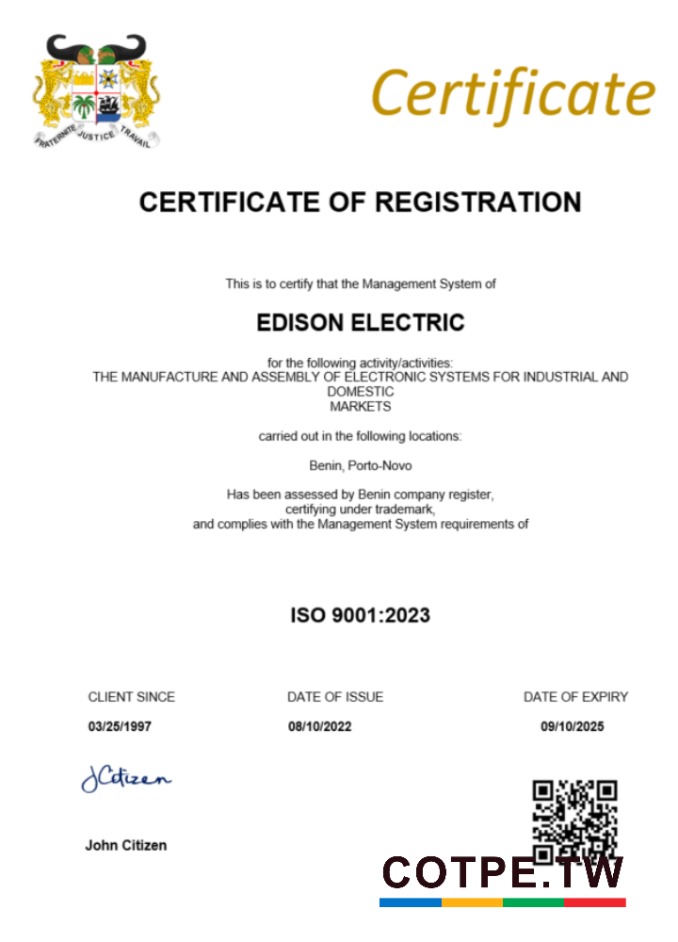 FRATERNITE JUSTICE TRAVAIL
Certificate
CERTIFICATE OF REGISTRATION
This is to certify that the Management System of
EDISON ELECTRIC
for the following activity/activities:
THE MANUFACTURE AND ASSEMBLY OF ELECTRONIC SYSTEMS FOR INDUSTRIAL AND
DOMESTIC
MARKETS
carried out in the following locations:
Benin, Porto-Novo
Has been assessed by Benin company register,
certifying under trademark,
and complies with the Management System requirements of
ISO 9001:2023
CLIENT SINCE DATE OF ISSUE DATE OF EXPIRY
03/25/1997 08/10/2022 09/10/2025
JCitizen
John Citizen
COTPE.TW